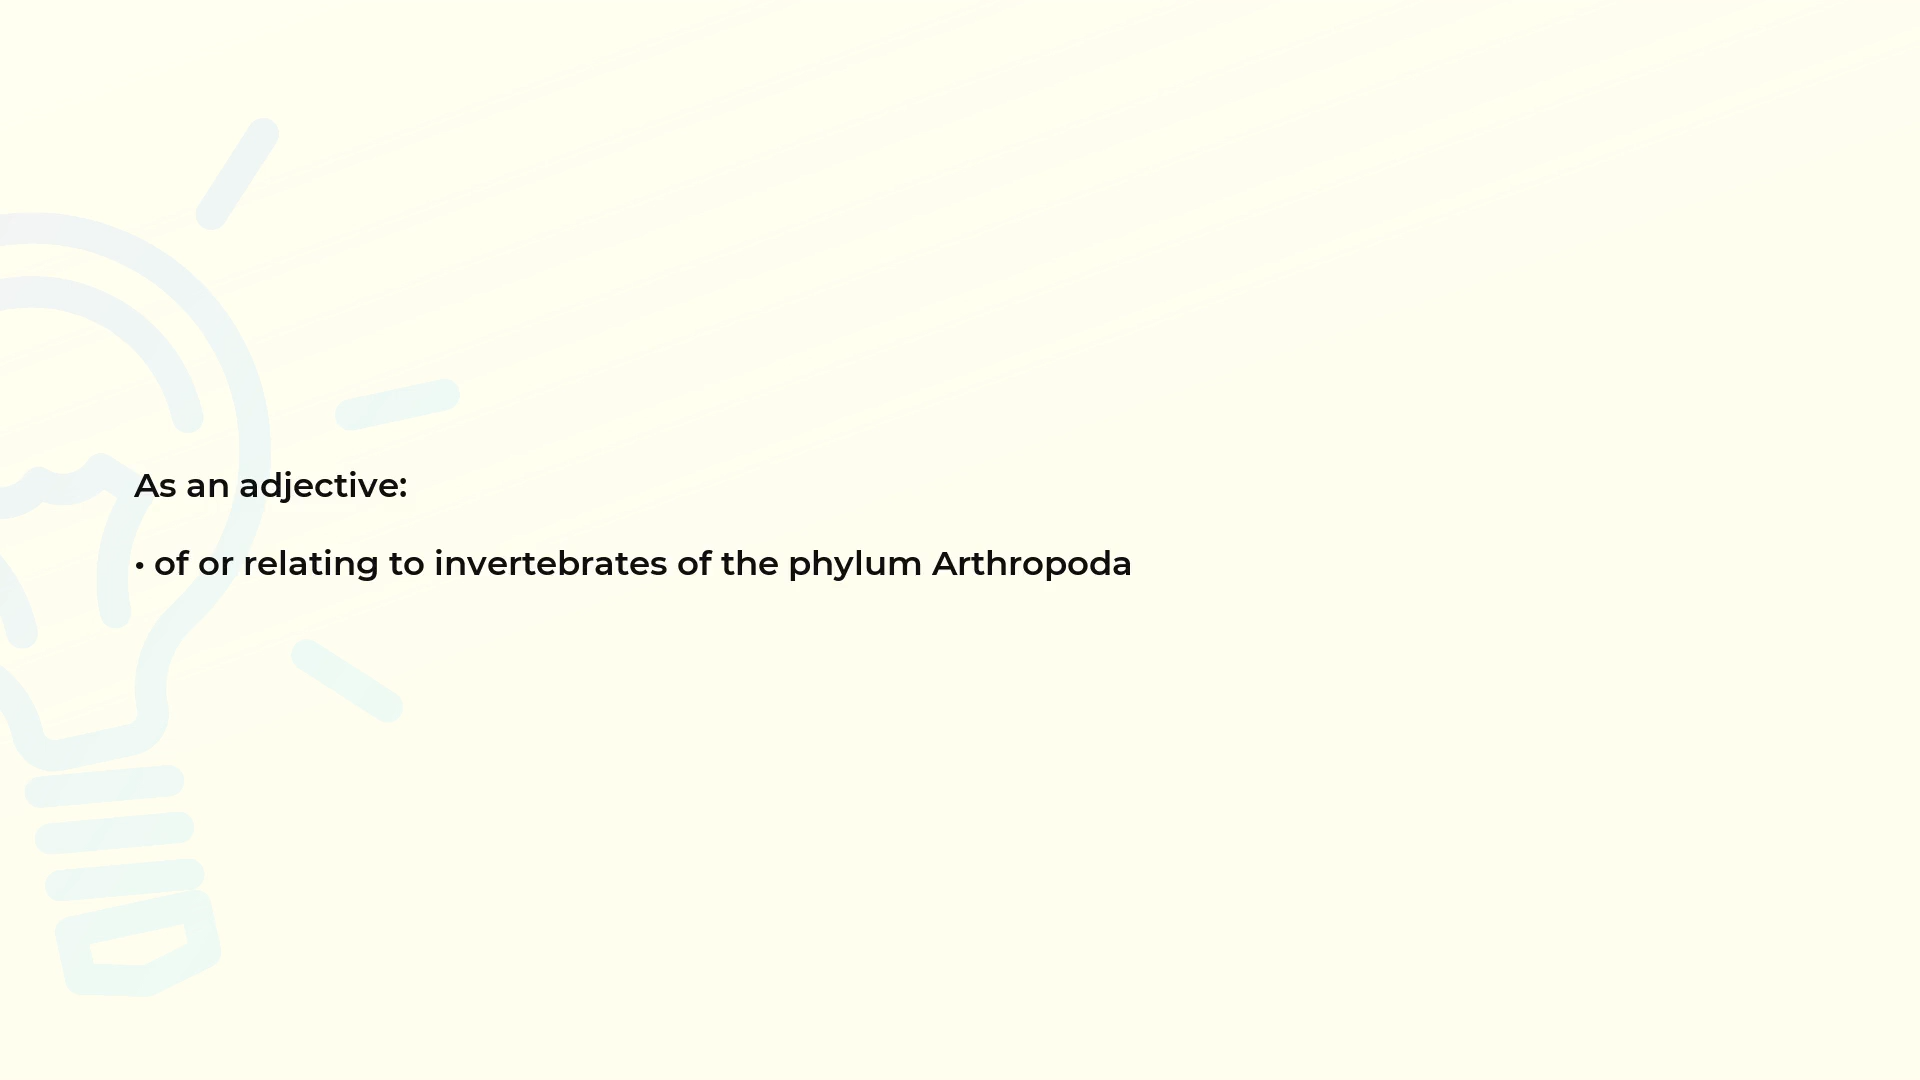 As an adjective:
• of or relating to invertebrates of the phylum Arthropoda